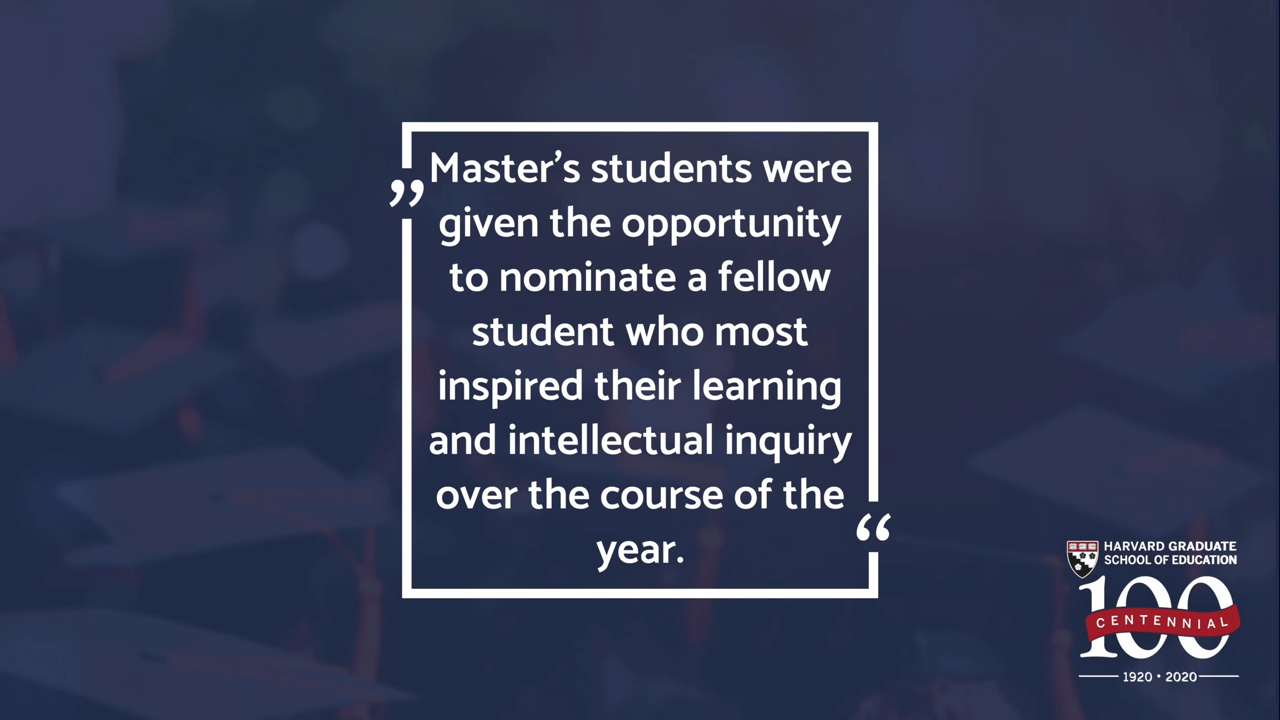 ”
Master’s students were
given the opportunity
to nominate a fellow
student who most
inspired their learning
and intellectual inquiry
over the course of the
year.
“
HARVARD GRADUATE
SCHOOL OF EDUCATION
100
CENTENNIAL
1920 • 2020